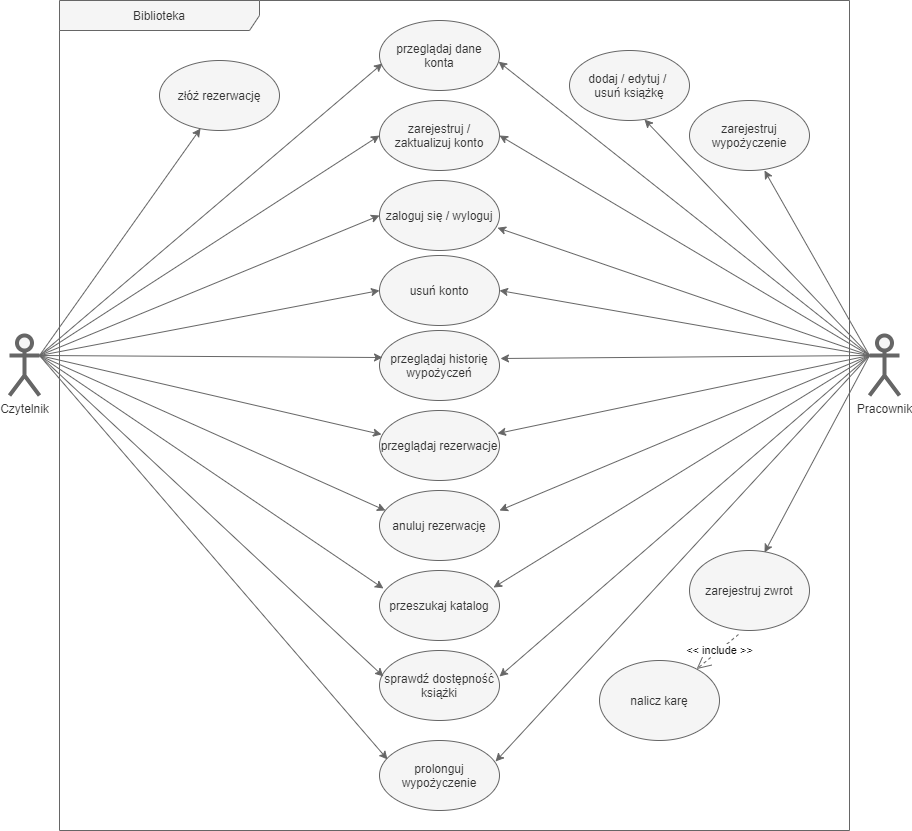 Biblioteka
przeglądaj dane
konta
złóż rezerwację
dodaj / edytuj /
usuń książkę
zarejestruj /
zaktualizuj konto
zarejestruj
wypożyczenie
zaloguj się / wyloguj
usuń konto
przeglądaj historię
wypożyczeń
Czytelnik
Pracownik
przeglądaj rezerwacje
anuluj rezerwację
przeszukaj katalog
zarejestruj zwrot
<< include >>
sprawdź dostępność
książki
nalicz karę
prolonguj
wypożyczenie